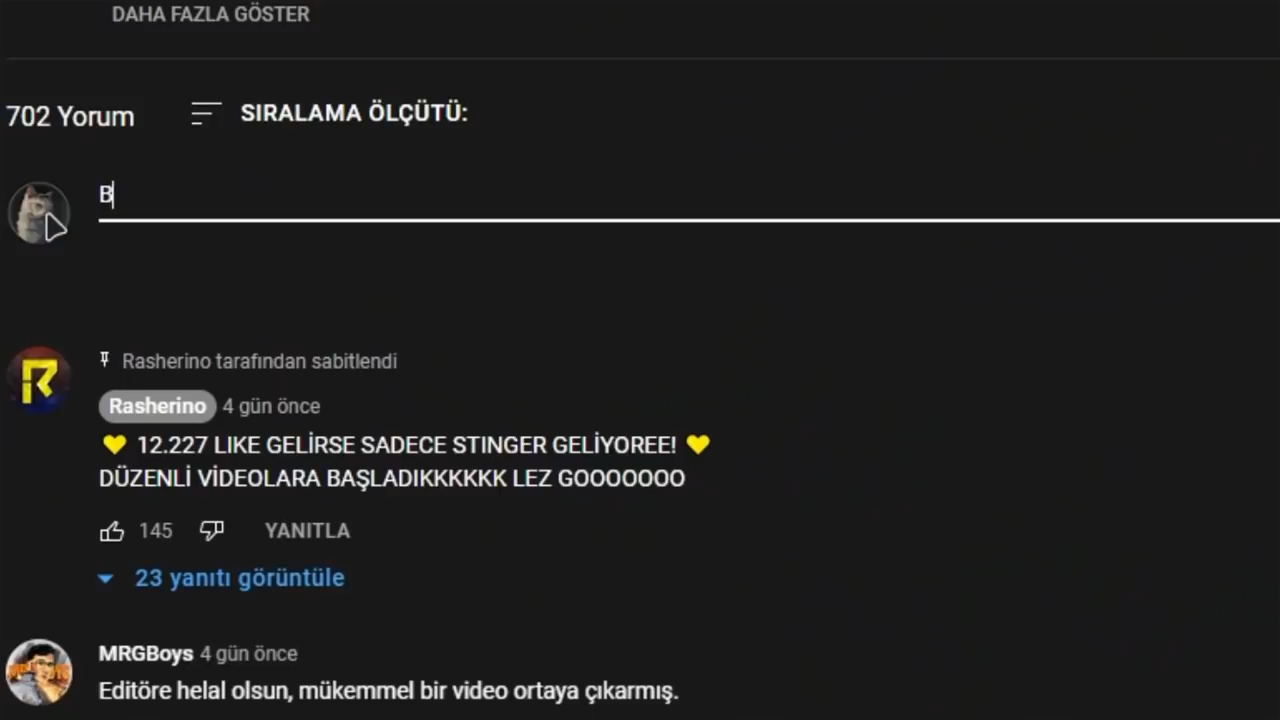 DAHA FAZLA GÖSTER
702 Yorum
SIRALAMA ÖLÇÜTÜ:
B
Rasherino tarafından sabitlendi
Rasherino 4 gün önce
💛 12.227 LIKE GELİRSE SADECE STINGER GELİYOREE! 💛
DÜZENLİ VİDEOLARA BAŞLADIKKKKKK LEZ GOOOOOOO
145 YANITLA
23 yanıtı görüntüle
MRGBoys 4 gün önce
Editöre helal olsun, mükemmel bir video ortaya çıkarmış.